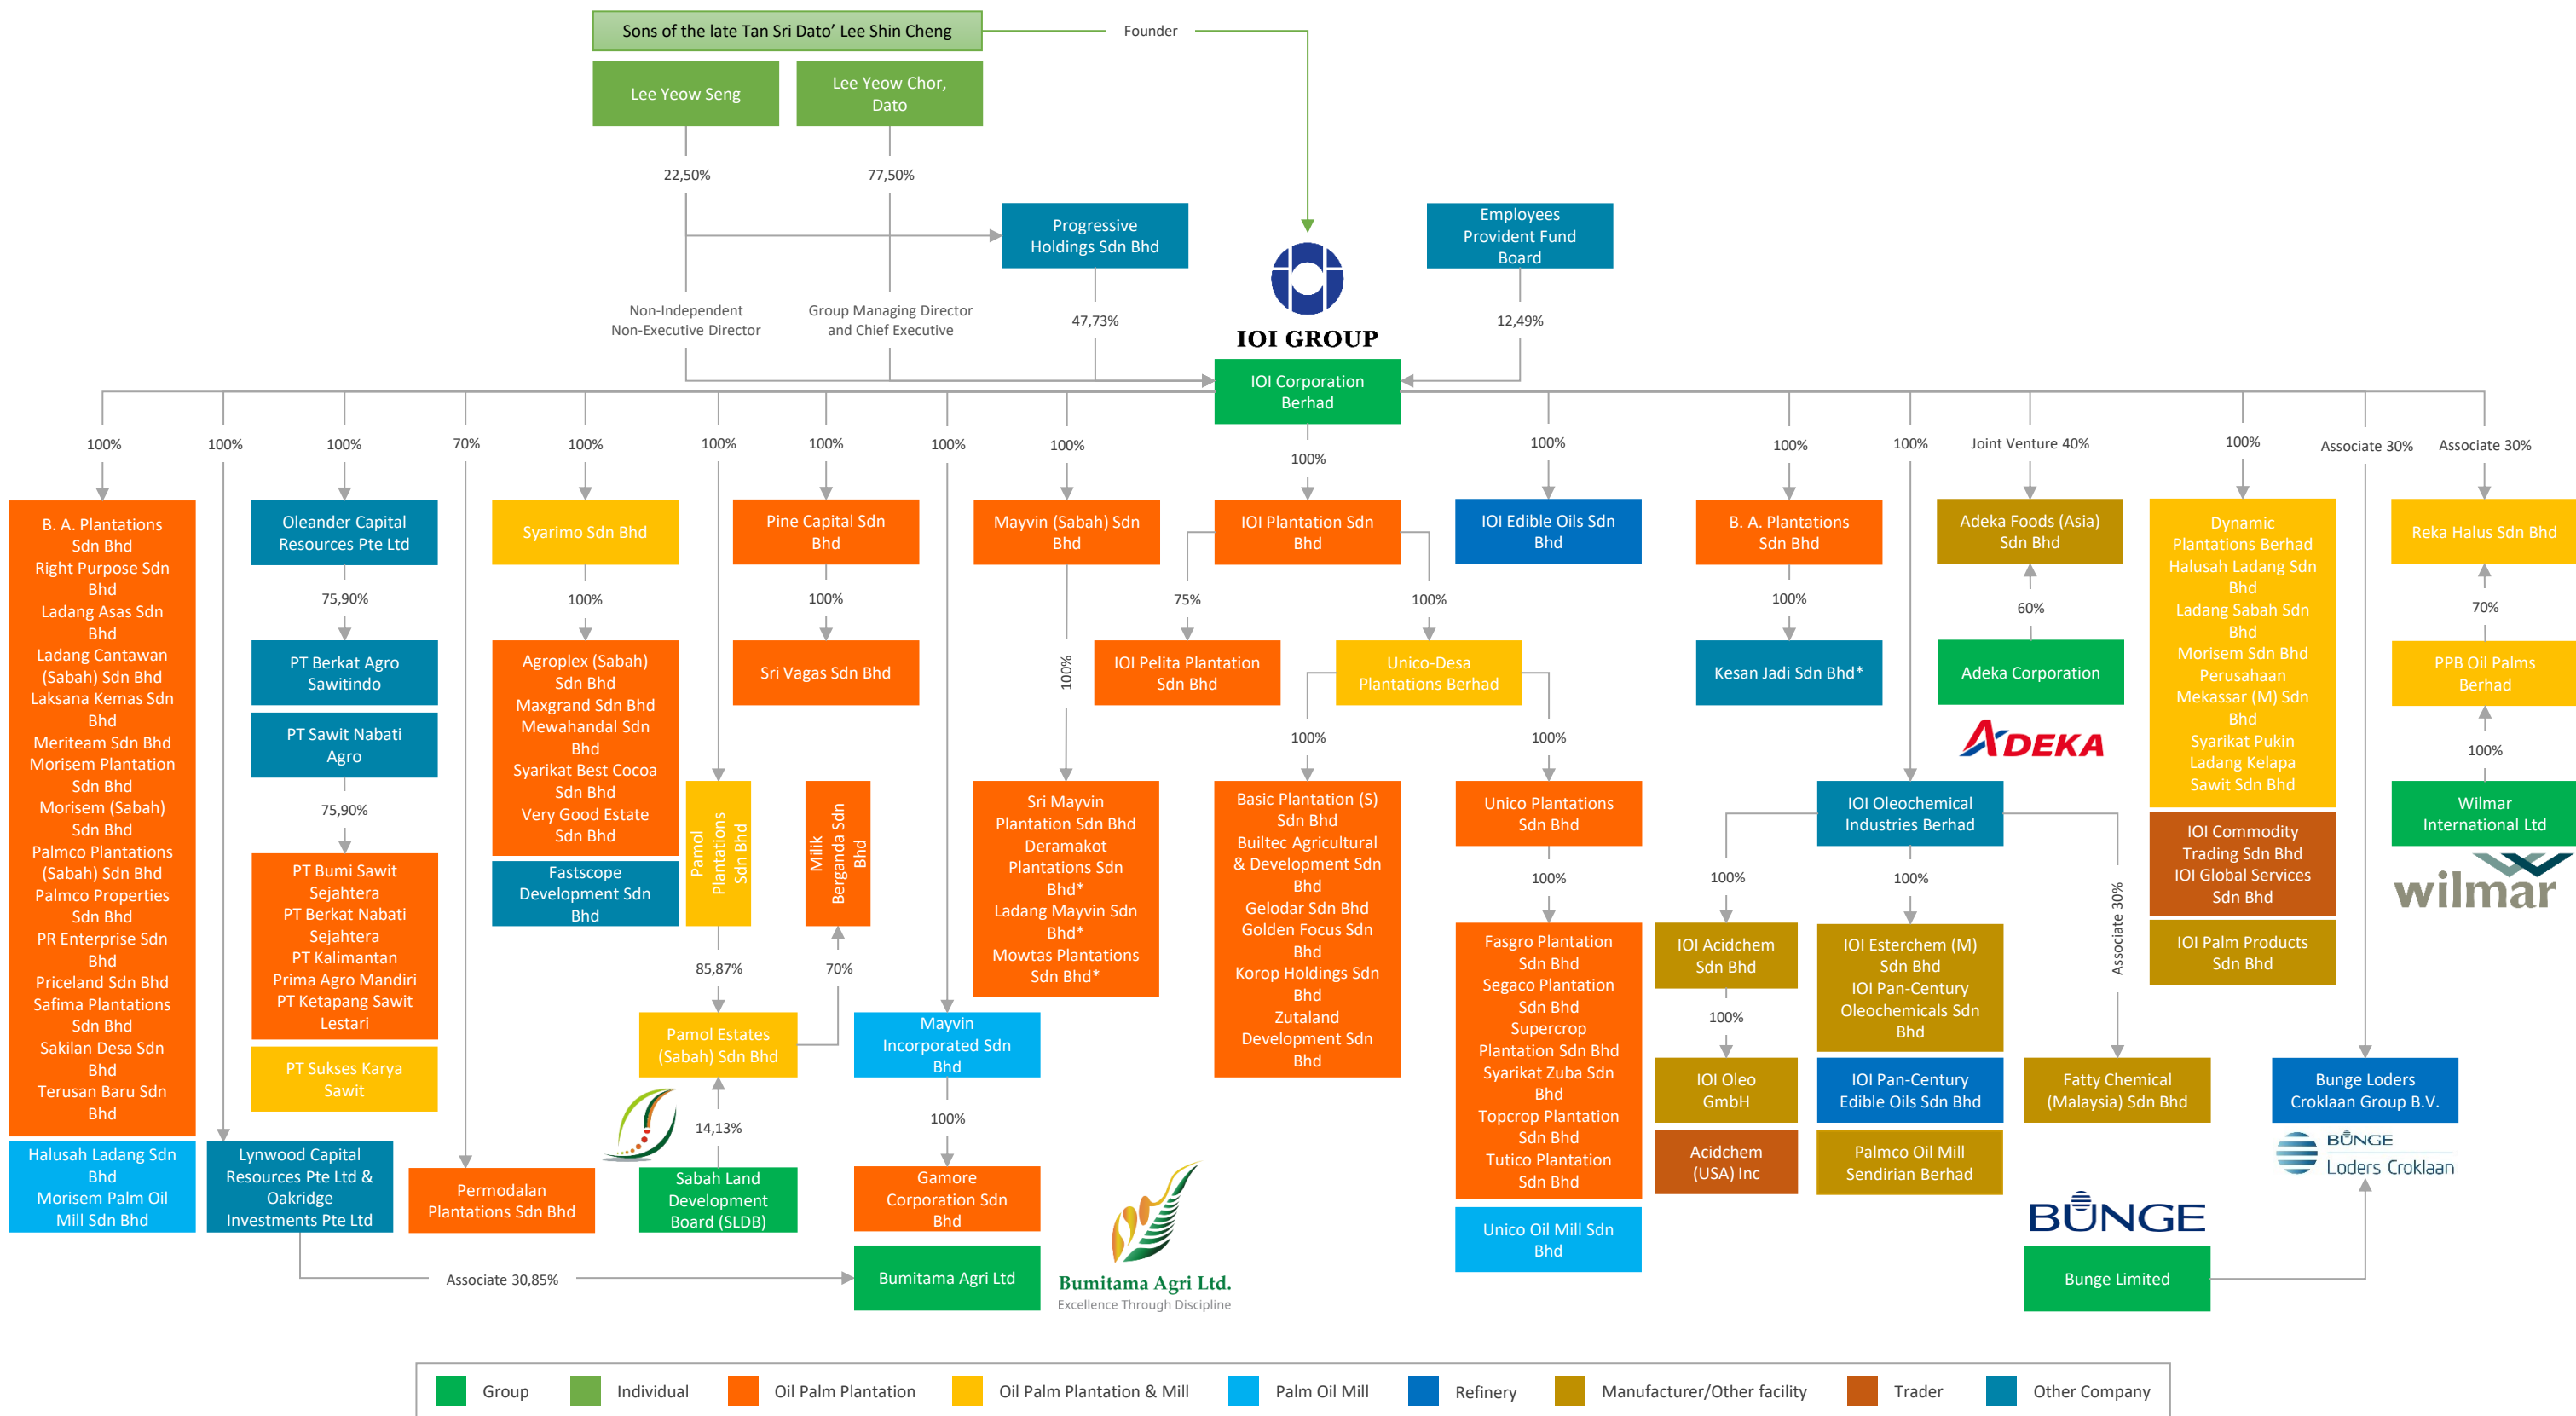 Sons of the late Tan Sri Dato’ Lee Shin Cheng
Founder
Lee Yeow Seng
Lee Yeow Chor,
Dato
22,50%
77,50%
Progressive
Holdings Sdn Bhd
Employees
Provident Fund
Board
Non-Independent
Non-Executive Director
Group Managing Director
and Chief Executive
47,73%
12,49%
IOI GROUP
IOI Corporation
Berhad
100%
100%
100%
70%
100%
100%
100%
100%
100%
100%
100%
100%
100%
Joint Venture 40%
100%
Associate 30%
Associate 30%
B. A. Plantations
Sdn Bhd
Right Purpose Sdn
Bhd
Ladang Asas Sdn
Bhd
Ladang Cantawan
(Sabah) Sdn Bhd
Laksana Kemas Sdn
Bhd
Meriteam Sdn Bhd
Morisem Plantation
Sdn Bhd
Morisem (Sabah)
Sdn Bhd
Palmco Plantations
(Sabah) Sdn Bhd
Palmco Properties
Sdn Bhd
PR Enterprise Sdn
Bhd
Priceland Sdn Bhd
Safima Plantations
Sdn Bhd
Sakilan Desa Sdn
Bhd
Terusan Baru Sdn
Bhd
Halusah Ladang Sdn
Bhd
Morisem Palm Oil
Mill Sdn Bhd
Lynwood Capital
Resources Pte Ltd &
Oakridge
Investments Pte Ltd
Associate 30,85%
Oleander Capital
Resources Pte Ltd
75,90%
PT Berkat Agro
Sawitindo
PT Sawit Nabati
Agro
75,90%
PT Bumi Sawit
Sejahtera
PT Berkat Nabati
Sejahtera
PT Kalimantan
Prima Agro Mandiri
PT Ketapang Sawit
Lestari
PT Sukses Karya
Sawit
Permodalan
Plantations Sdn Bhd
Syarimo Sdn Bhd
100%
Agroplex (Sabah)
Sdn Bhd
Maxgrand Sdn Bhd
Mewahandal Sdn
Bhd
Syarikat Best Cocoa
Sdn Bhd
Very Good Estate
Sdn Bhd
Fastscope
Development Sdn
Bhd
Pamol
Plantations
Sdn Bhd
85,87%
Pamol Estates
(Sabah) Sdn Bhd
14,13%
Sabah Land
Development
Board (SLDB)
Pine Capital Sdn
Bhd
100%
Sri Vagas Sdn Bhd
Milik
Berganda Sdn
Bhd
70%
Mayvin
Incorporated Sdn
Bhd
100%
Gamore
Corporation Sdn
Bhd
Bumitama Agri Ltd
Bumitama Agri Ltd.
Excellence Through Discipline
Mayvin (Sabah) Sdn
Bhd
100%
Sri Mayvin
Plantation Sdn Bhd
Deramakot
Plantations Sdn
Bhd*
Ladang Mayvin Sdn
Bhd*
Mowtas Plantations
Sdn Bhd*
IOI Plantation Sdn
Bhd
75%
100%
IOI Pelita Plantation
Sdn Bhd
Unico-Desa
Plantations Berhad
100%
100%
Basic Plantation (S)
Sdn Bhd
Builtec Agricultural
& Development Sdn
Bhd
Gelodar Sdn Bhd
Golden Focus Sdn
Bhd
Korop Holdings Sdn
Bhd
Zutaland
Development Sdn
Bhd
Unico Plantations
Sdn Bhd
100%
Fasgro Plantation
Sdn Bhd
Segaco Plantation
Sdn Bhd
Supercrop
Plantation Sdn Bhd
Syarikat Zuba Sdn
Bhd
Topcrop Plantation
Sdn Bhd
Tutico Plantation
Sdn Bhd
Unico Oil Mill Sdn
Bhd
IOI Edible Oils Sdn
Bhd
B. A. Plantations
Sdn Bhd
100%
Kesan Jadi Sdn Bhd*
IOI Oleochemical
Industries Berhad
100%
100%
Associate 30%
IOI Acidchem
Sdn Bhd
100%
IOI Oleo
GmbH
Acidchem
(USA) Inc
IOI Esterchem (M)
Sdn Bhd
IOI Pan-Century
Oleochemicals Sdn
Bhd
IOI Pan-Century
Edible Oils Sdn Bhd
Palmco Oil Mill
Sendirian Berhad
Fatty Chemical
(Malaysia) Sdn Bhd
Adeka Foods (Asia)
Sdn Bhd
60%
Adeka Corporation
ADEKA
Dynamic
Plantations Berhad
Halusah Ladang Sdn
Bhd
Ladang Sabah Sdn
Bhd
Morisem Sdn Bhd
Perusahaan
Mekassar (M) Sdn
Bhd
Syarikat Pukin
Ladang Kelapa
Sawit Sdn Bhd
IOI Commodity
Trading Sdn Bhd
IOI Global Services
Sdn Bhd
IOI Palm Products
Sdn Bhd
Bunge Loders
Croklaan Group B.V.
BUNGE
Loders Croklaan
BUNGE
Bunge Limited
Reka Halus Sdn Bhd
70%
PPB Oil Palms
Berhad
100%
Wilmar
International Ltd
wilmar
Group
Individual
Oil Palm Plantation
Oil Palm Plantation & Mill
Palm Oil Mill
Refinery
Manufacturer/Other facility
Trader
Other Company